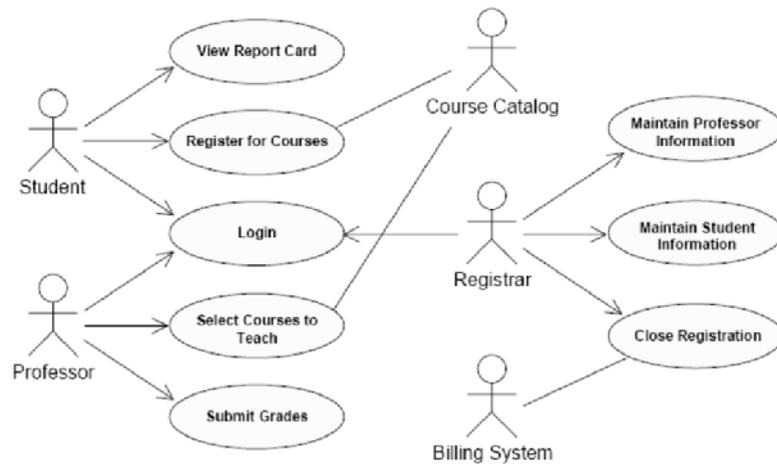 View Report Card
Course Catalog
Maintain Professor
Information
Student
Register for Courses
Login
Registrar
Maintain Student
Information
Professor
Select Courses to
Teach
Close Registration
Submit Grades
Billing System